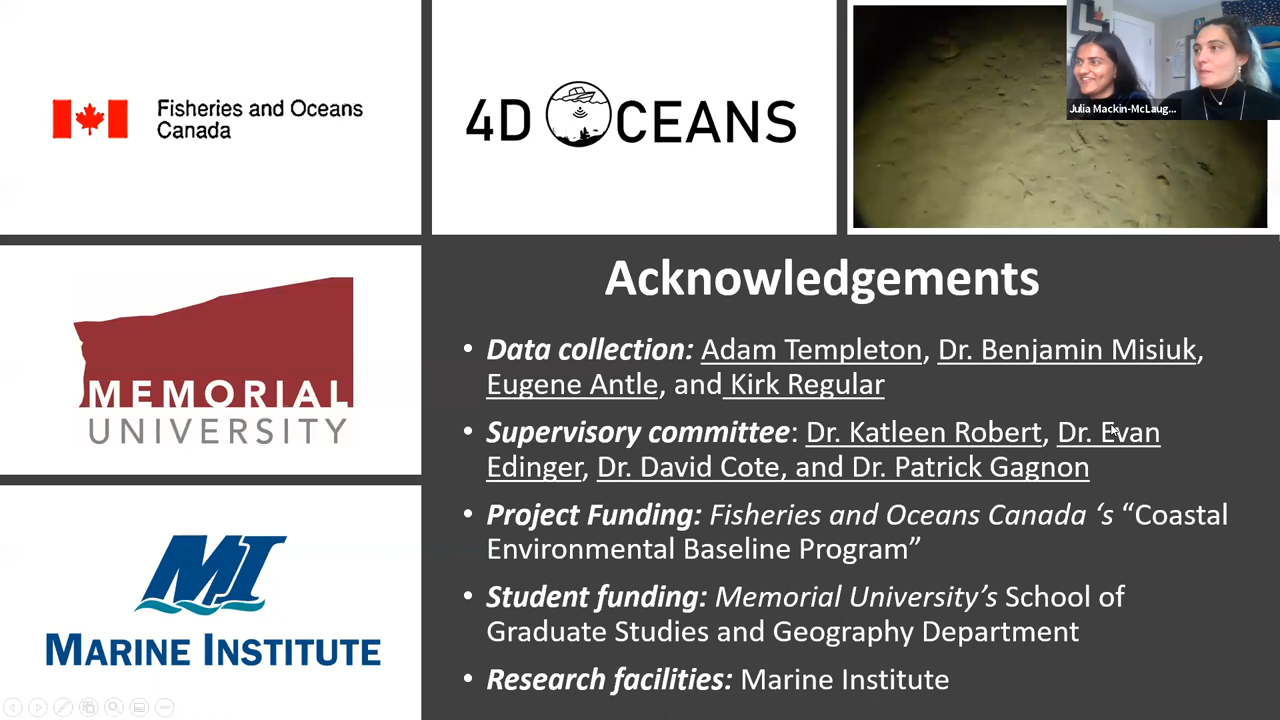 Fisheries and Oceans
Canada
4D OCEANS
Julia Mackin-McLaug...
MEMORIAL
UNIVERSITY
MI
MARINE INSTITUTE
Acknowledgements
• Data collection: Adam Templeton, Dr. Benjamin Misiuk,
Eugene Antle, and Kirk Regular
• Supervisory committee: Dr. Katleen Robert, Dr. Evan
Edinger, Dr. David Cote, and Dr. Patrick Gagnon
• Project Funding: Fisheries and Oceans Canada ‘s “Coastal
Environmental Baseline Program”
• Student funding: Memorial University’s School of
Graduate Studies and Geography Department
• Research facilities: Marine Institute